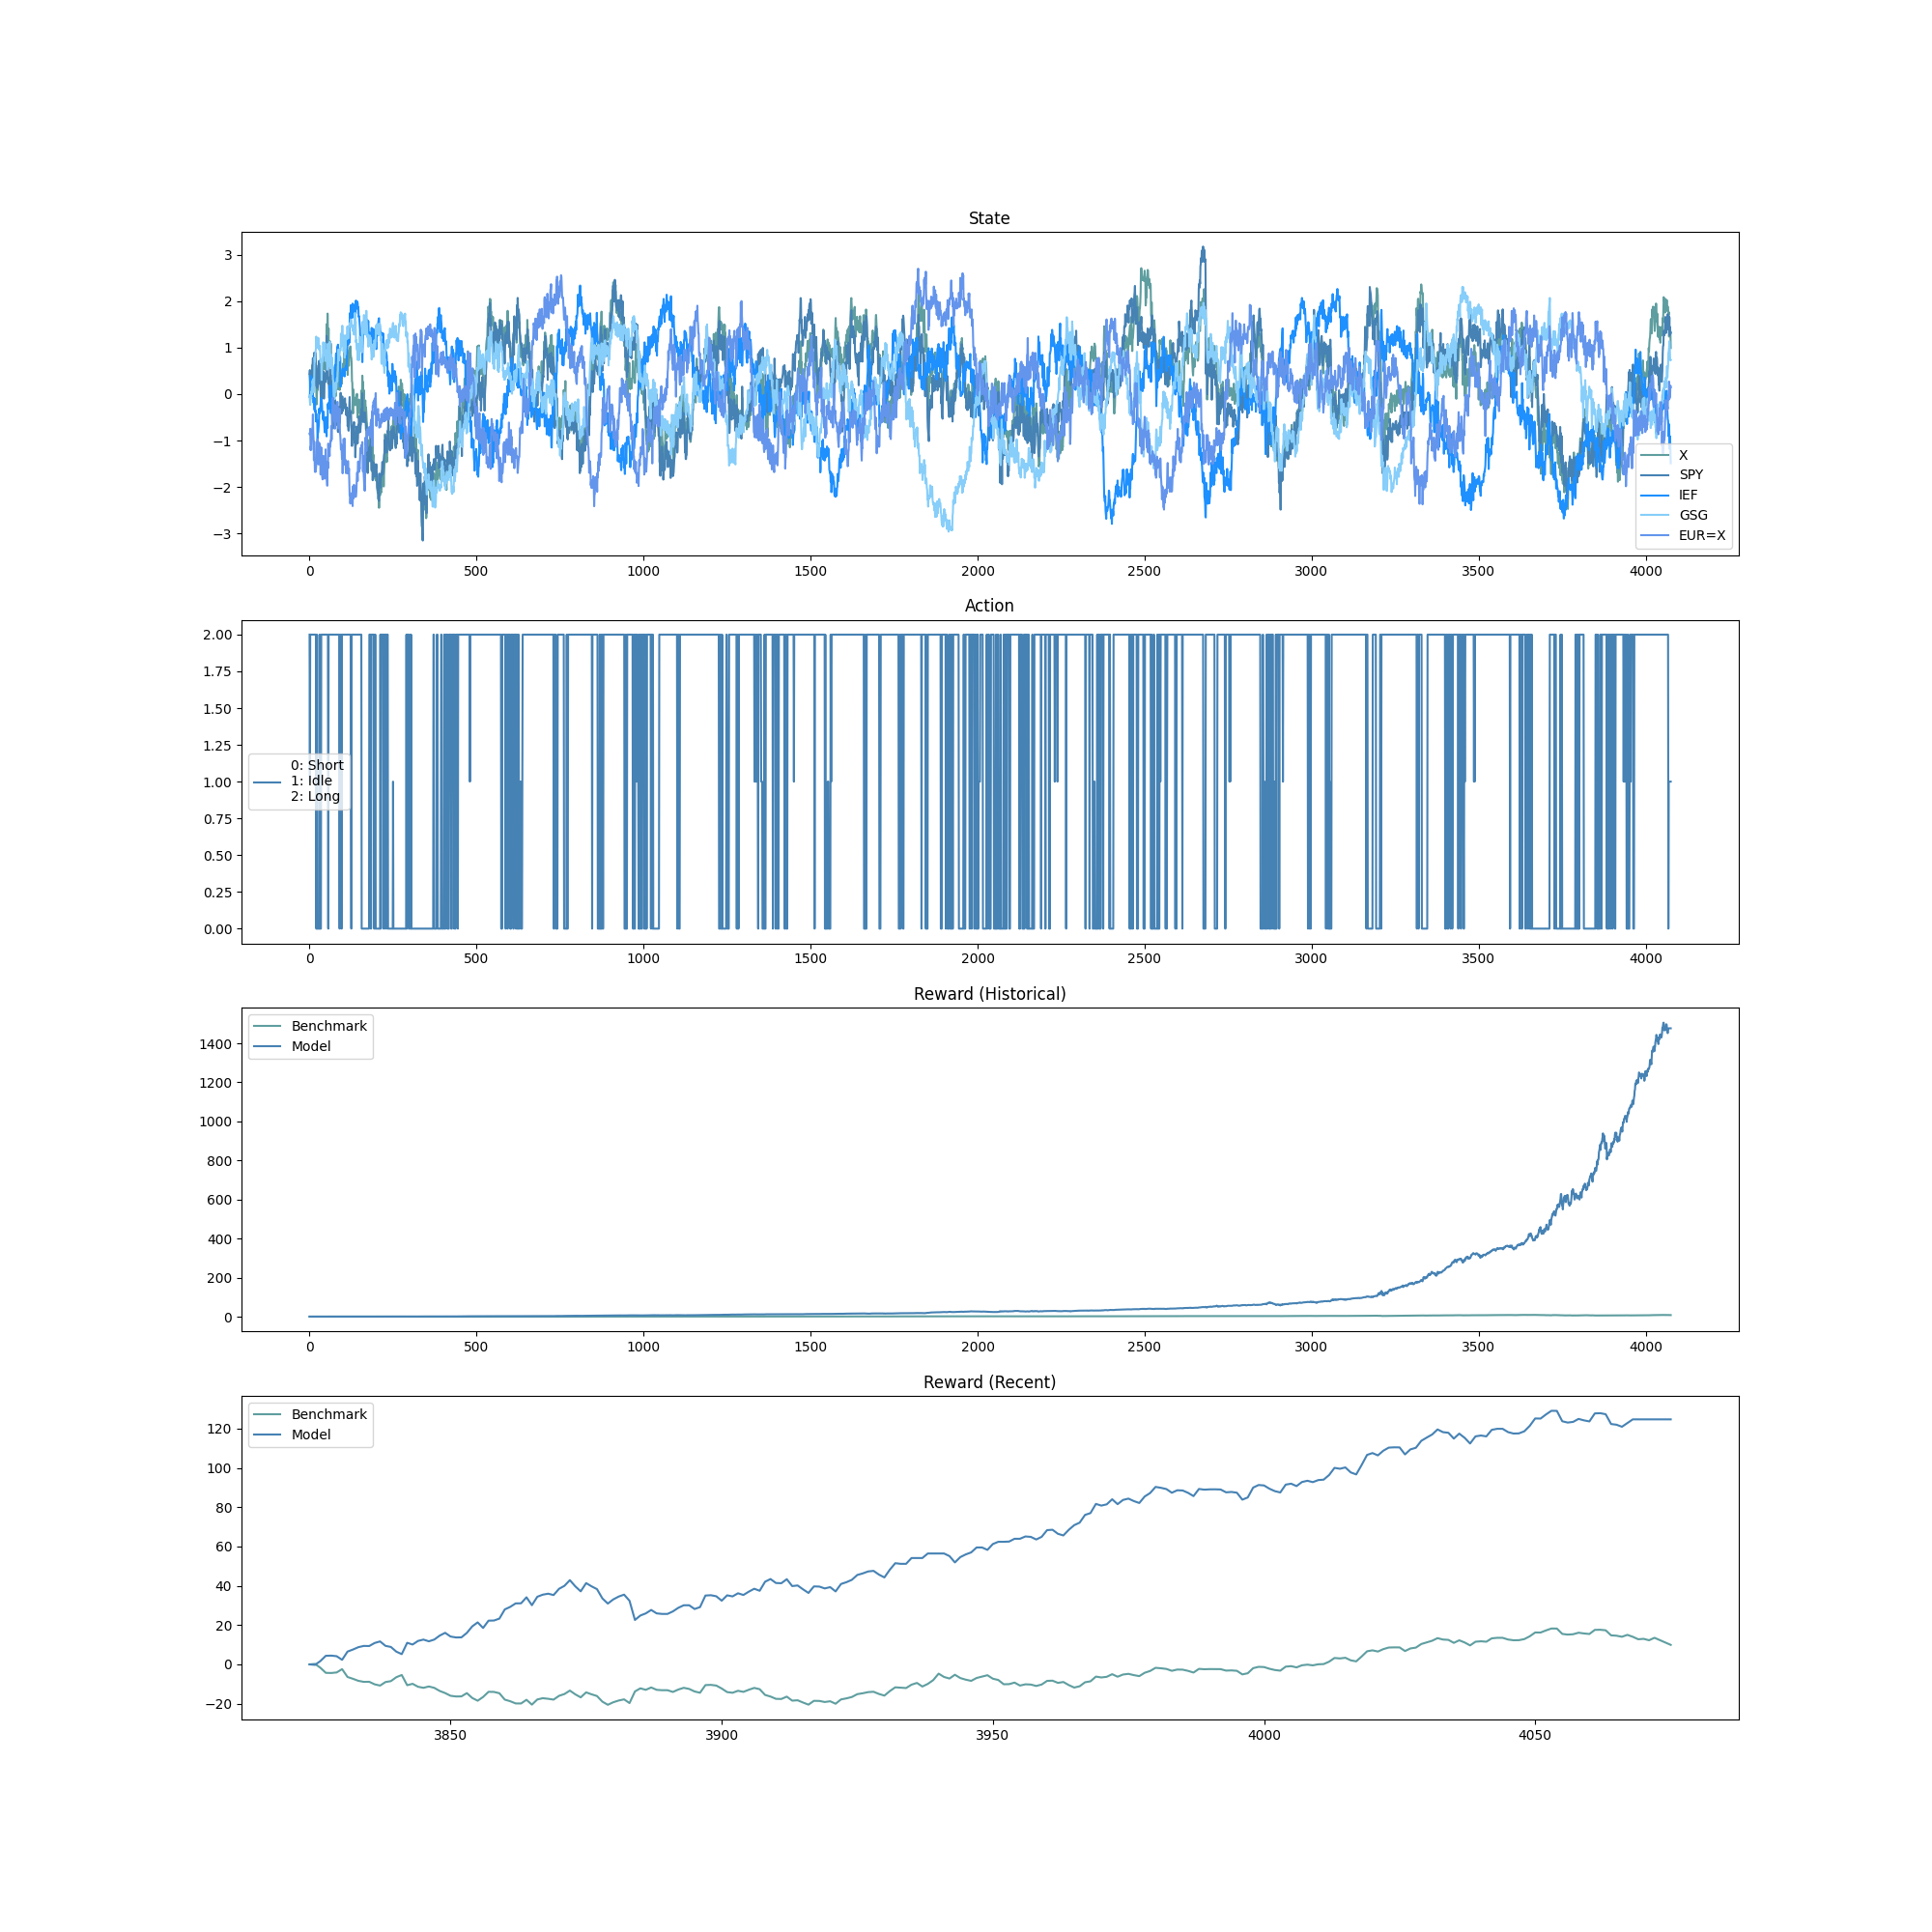 State
3
2
1
0
−1
−2
−3
X
SPY
IEF
GSG
EUR=X
0 500 1000 1500 2000 2500 3000 3500 4000
Action
2.00
1.75
1.50
1.25
1.00
0.75
0.50
0.25
0.00
0: Short
1: Idle
2: Long
0 500 1000 1500 2000 2500 3000 3500 4000
Reward (Historical)
Benchmark
Model
1400
1200
1000
800
600
400
200
0
0 500 1000 1500 2000 2500 3000 3500 4000
Reward (Recent)
Benchmark
Model
120
100
80
60
40
20
0
−20
3850 3900 3950 4000 4050